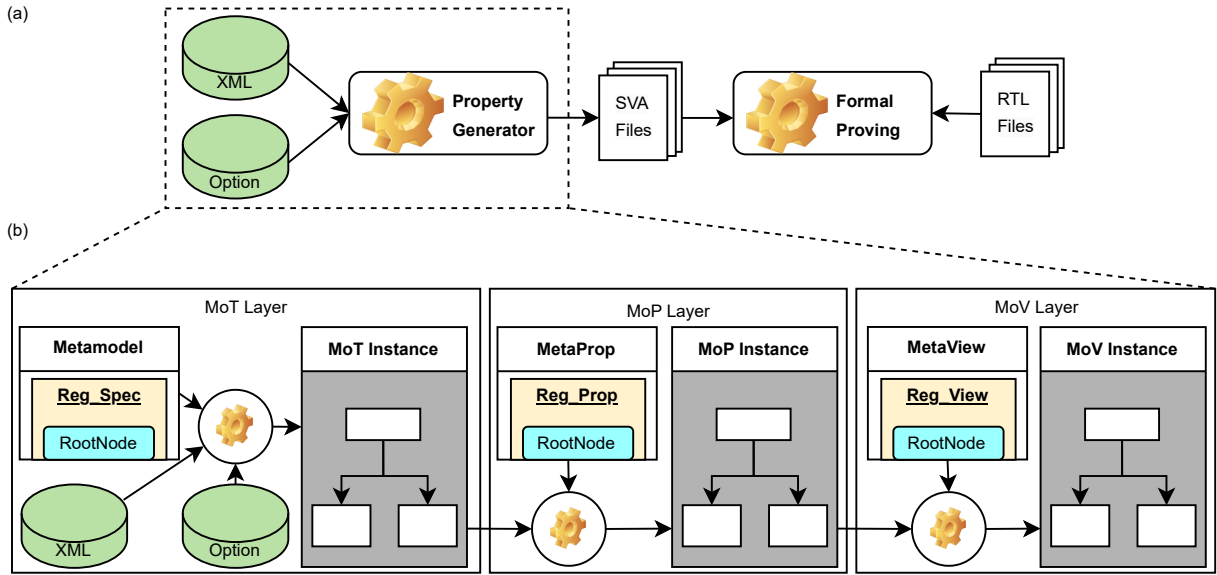 (a)
XML
Option
Property
Generator
SVA
Files
Formal
Proving
RTL
Files
(b)
MoT Layer
Metamodel
Reg_Spec
RootNode
XML
Option
MoT Instance
MoP Layer
MetaProp
Reg_Prop
RootNode
MoP Instance
MoV Layer
MetaView
Reg_View
RootNode
MoV Instance